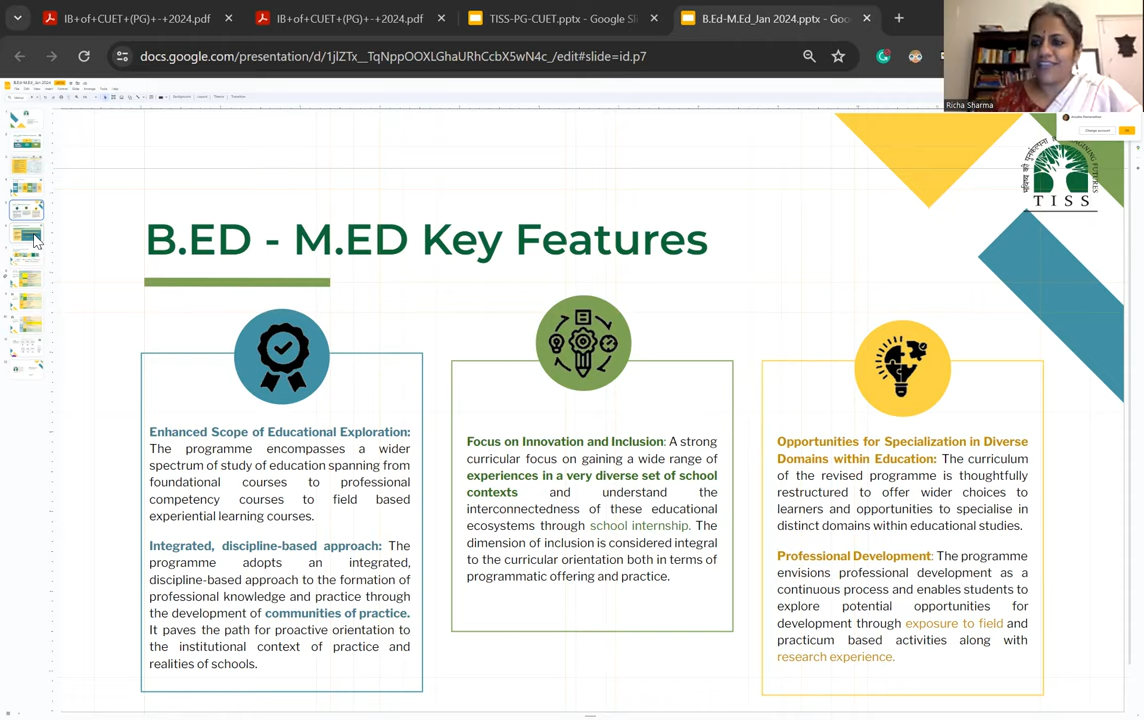 IB+of+CUET+(PG)+-+2024.pdf
IB+of+CUET+(PG)+-+2024.pdf
TISS-PG-CUET.pptx - Google Sli
B.Ed-M.Ed_Jan 2024.pptx - Goo
docs.google.com/presentation/d/1jlZTx__TqNppOOXLGhaURhCcbX5wN4c_/edit#slide=id.p7
Richa Sharma
Change account
TISS
B.ED - M.ED Key Features
Enhanced Scope of Educational Exploration:
The programme encompasses a wider
spectrum of study of education spanning from
foundational courses to professional
competency courses to field based
experiential learning courses.
Integrated, discipline-based approach: The
programme adopts an integrated,
discipline-based approach to the formation of
professional knowledge and practice through
the development of communities of practice.
It paves the path for proactive orientation to
the institutional context of practice and
realities of schools.
Focus on Innovation and Inclusion: A strong
curricular focus on gaining a wide range of
experiences in a very diverse set of school
contexts and understand the
interconnectedness of these educational
ecosystems through school internship. The
dimension of inclusion is considered integral
to the curricular orientation both in terms of
programmatic offering and practice.
Opportunities for Specialization in Diverse
Domains within Education: The curriculum
of the revised programme is thoughtfully
restructured to offer wider choices to
learners and opportunities to specialise in
distinct domains within educational studies.
Professional Development: The programme
envisions professional development as a
continuous process and enables students to
explore potential opportunities for
development through exposure to field and
practicum based activities along with
research experience.